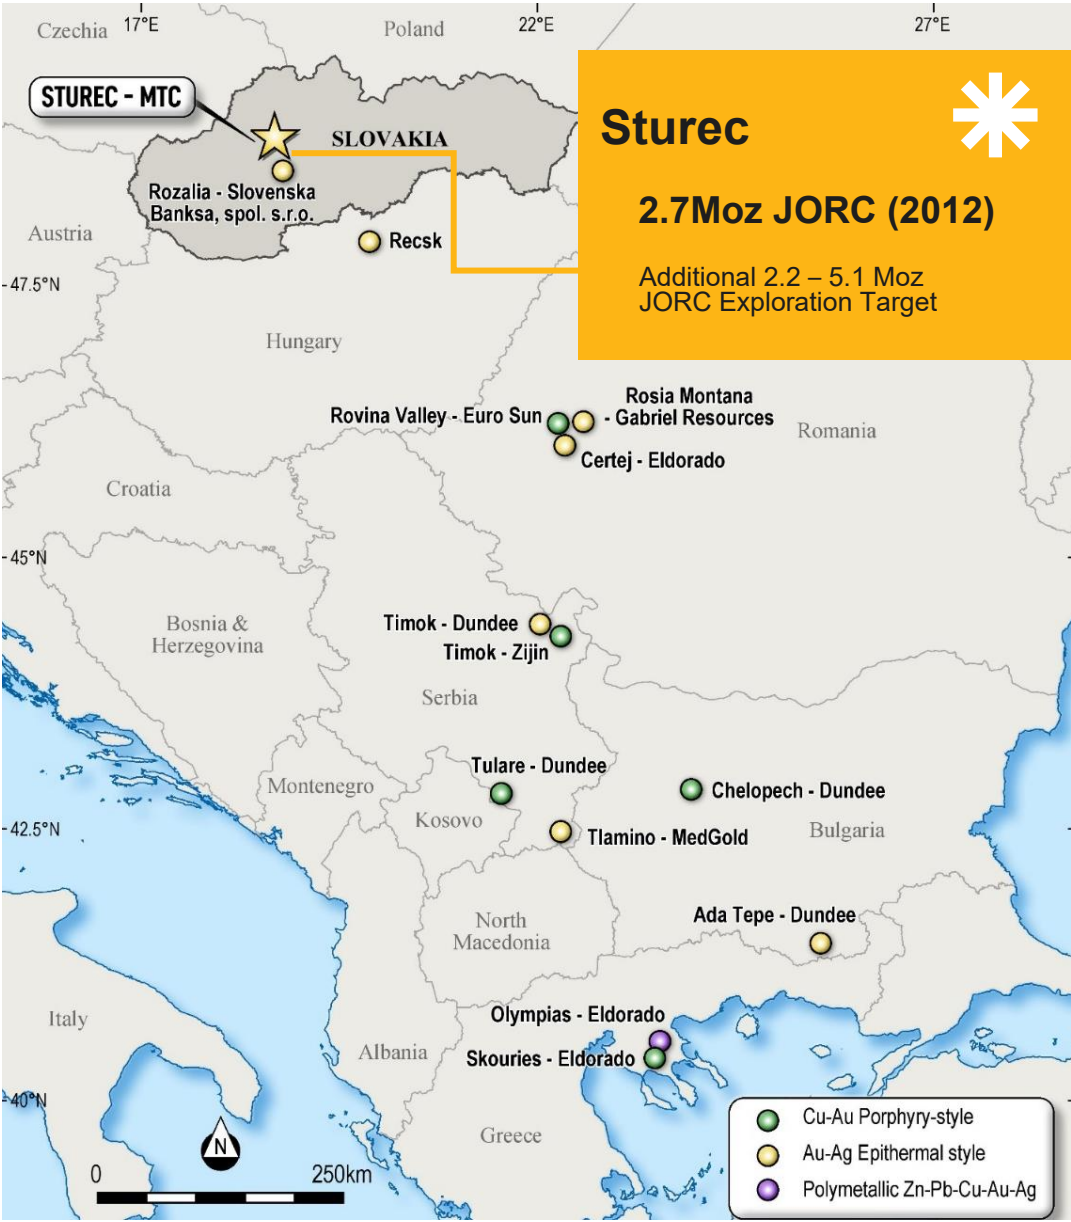 17°E
22°E
27°E
Czechia
Poland
STUREC - MTC
SLOVAKIA
Rozalia - Slovenska
Banksa, spol. s.r.o.
Austria
Recsk
47.5°N
Hungary
Sturec
2.7Moz JORC (2012)
Additional 2.2 – 5.1 Moz
JORC Exploration Target
Rosia Montana
- Gabriel Resources
Rovina Valley - Euro Sun
Certej - Eldorado
Romania
Croatia
45°N
Bosnia &
Herzegovina
Timok - Dundee
Timok - Zijin
Serbia
Tulare - Dundee
Montenegro
Chelopech - Dundee
Kosovo
42.5°N
Tlamino - MedGold
Bulgaria
Ada Tepe - Dundee
North
Macedonia
Olympias - Eldorado
Italy
Albania
Skouries - Eldorado
40°N
Greece
N
0
250km
Cu-Au Porphyry-style
Au-Ag Epithermal style
Polymetallic Zn-Pb-Cu-Au-Ag